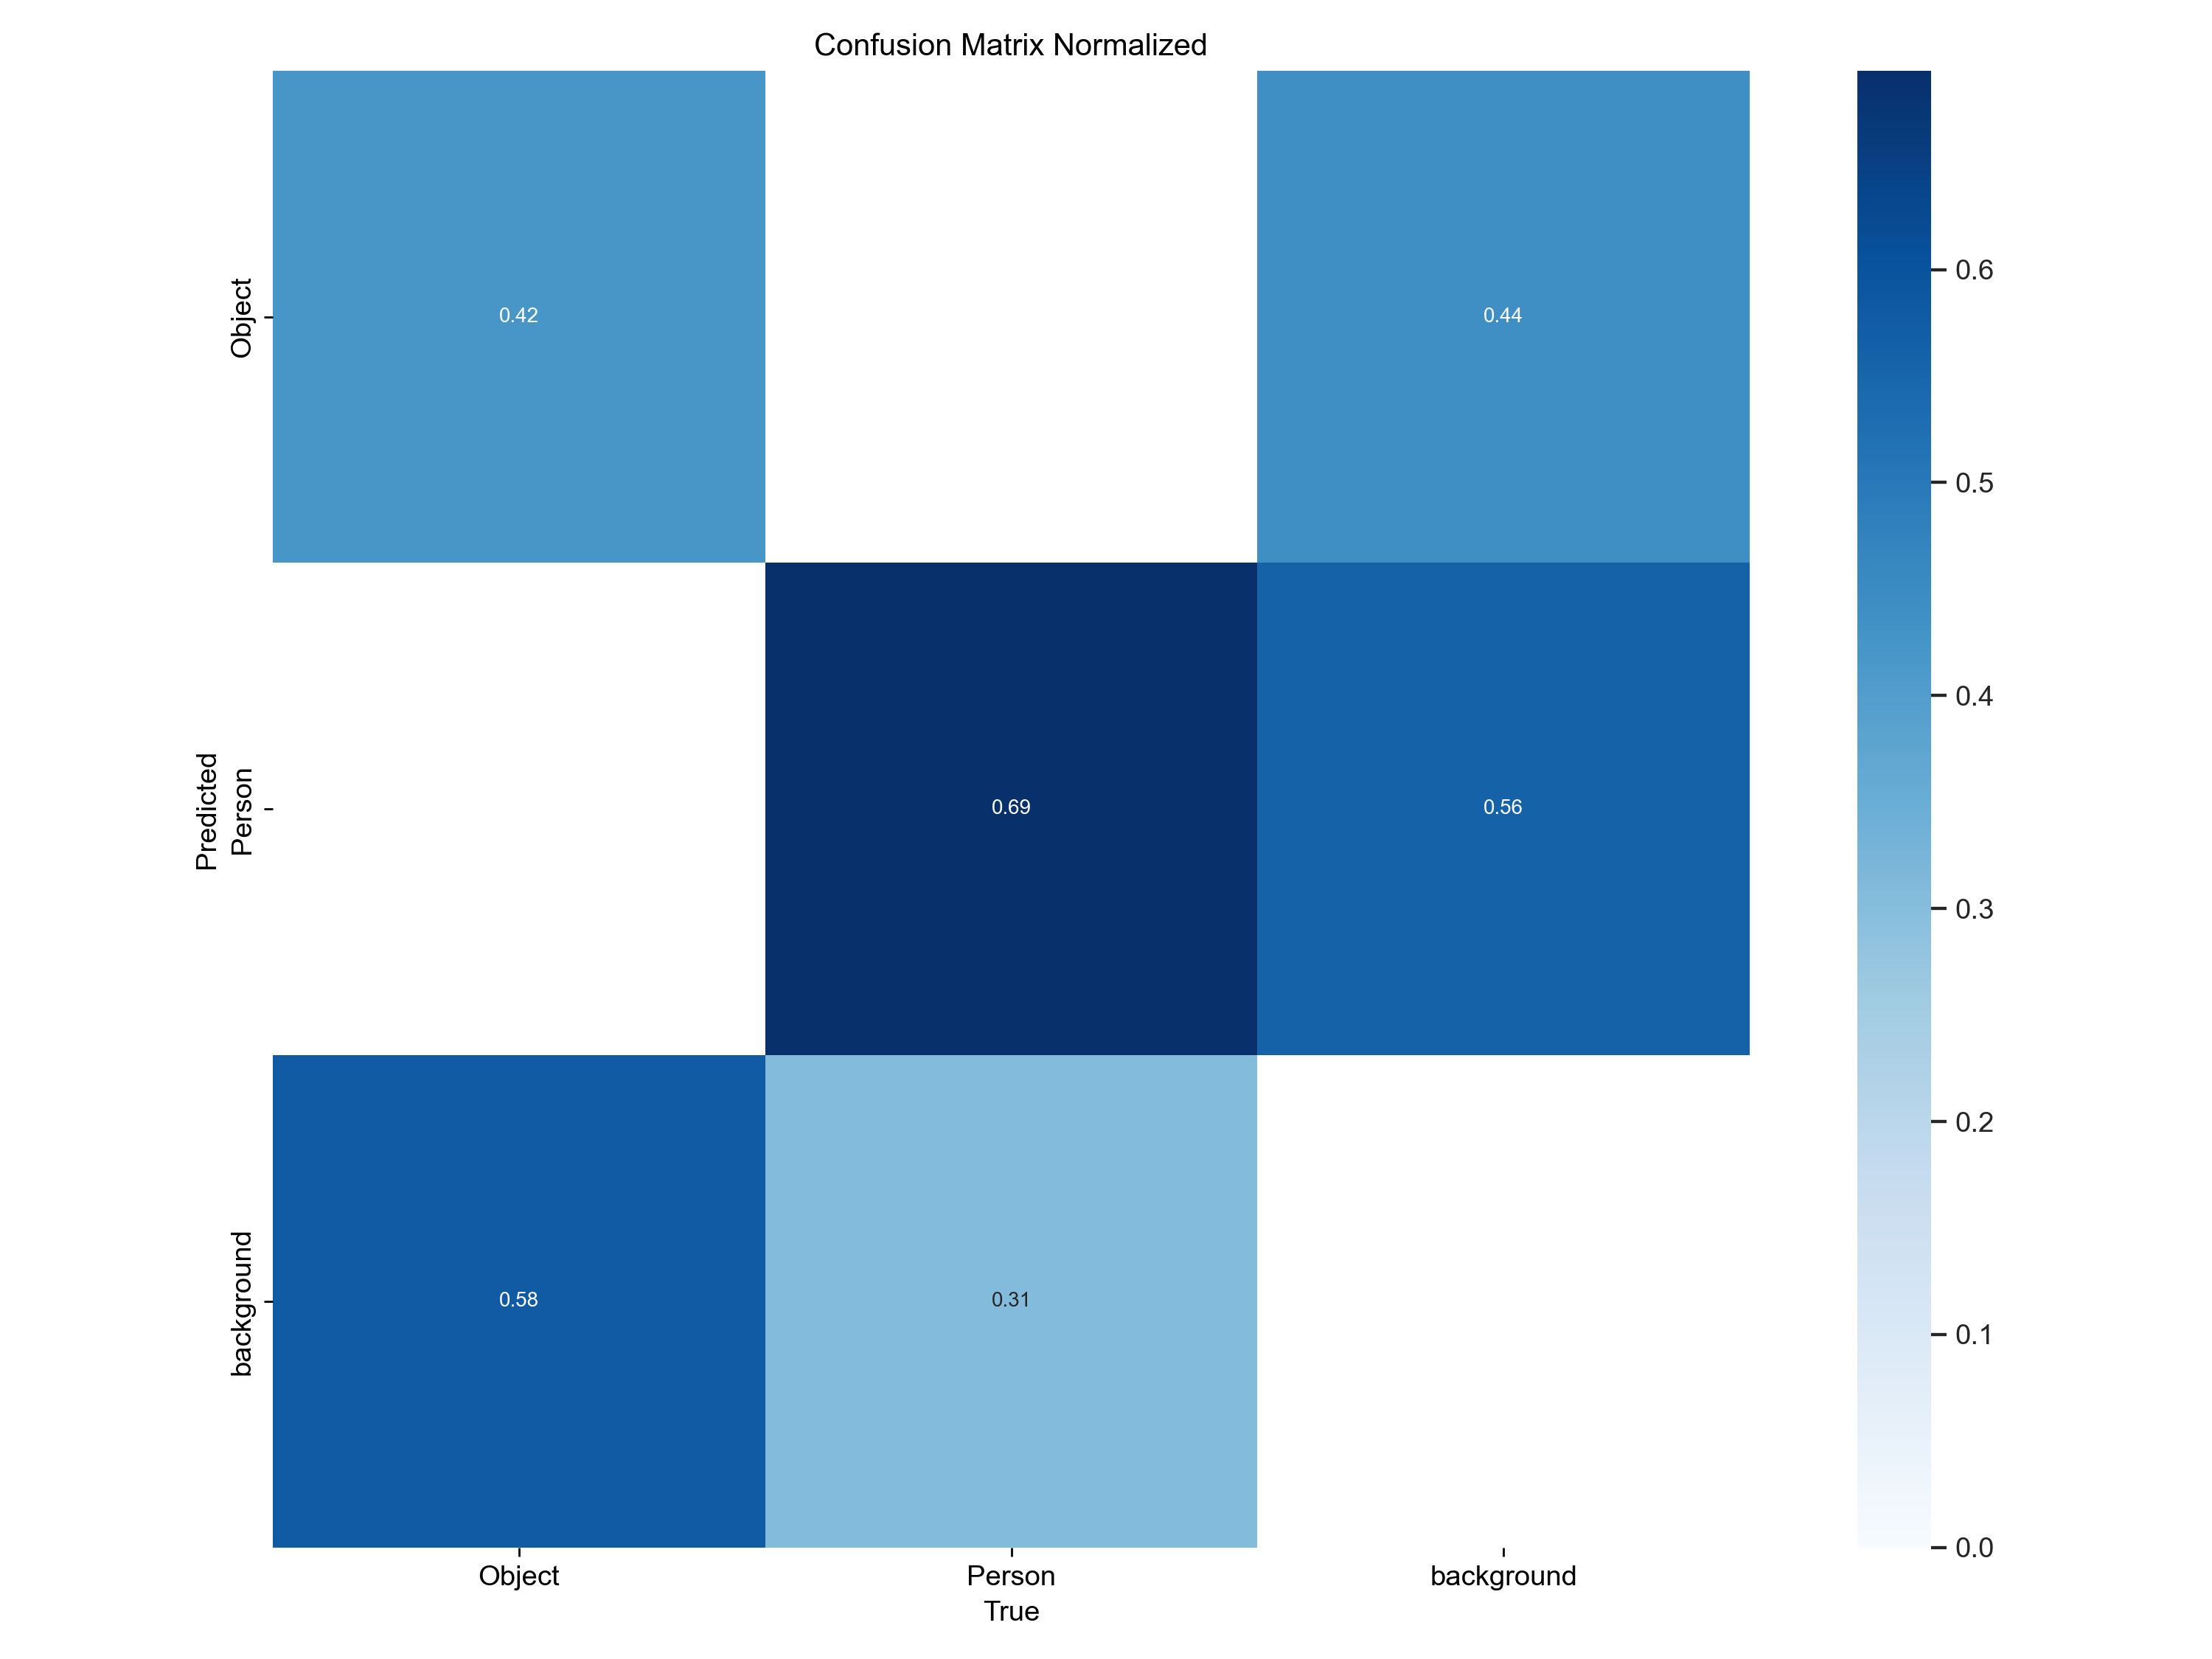 Confusion Matrix Normalized
Object
0.42
0.44
Predicted
Person
0.69
0.56
background
0.58
0.31
Object
Person
background
True
0.6
0.5
0.4
0.3
0.2
0.1
0.0